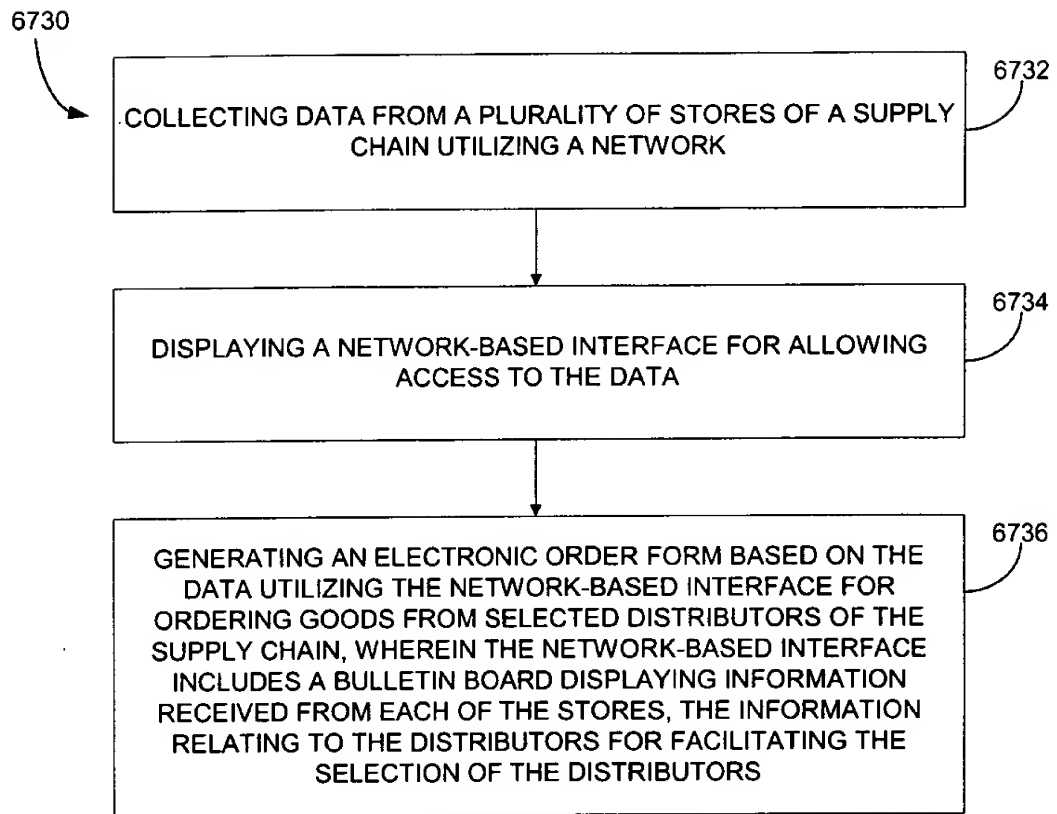 6730
6732
COLLECTING DATA FROM A PLURALITY OF STORES OF A SUPPLY
CHAIN UTILIZING A NETWORK
6734
DISPLAYING A NETWORK-BASED INTERFACE FOR ALLOWING
ACCESS TO THE DATA
6736
GENERATING AN ELECTRONIC ORDER FORM BASED ON THE
DATA UTILIZING THE NETWORK-BASED INTERFACE FOR
ORDERING GOODS FROM SELECTED DISTRIBUTORS OF THE
SUPPLY CHAIN, WHEREIN THE NETWORK-BASED INTERFACE
INCLUDES A BULLETIN BOARD DISPLAYING INFORMATION
RECEIVED FROM EACH OF THE STORES, THE INFORMATION
RELATING TO THE DISTRIBUTORS FOR FACILITATING THE
SELECTION OF THE DISTRIBUTORS